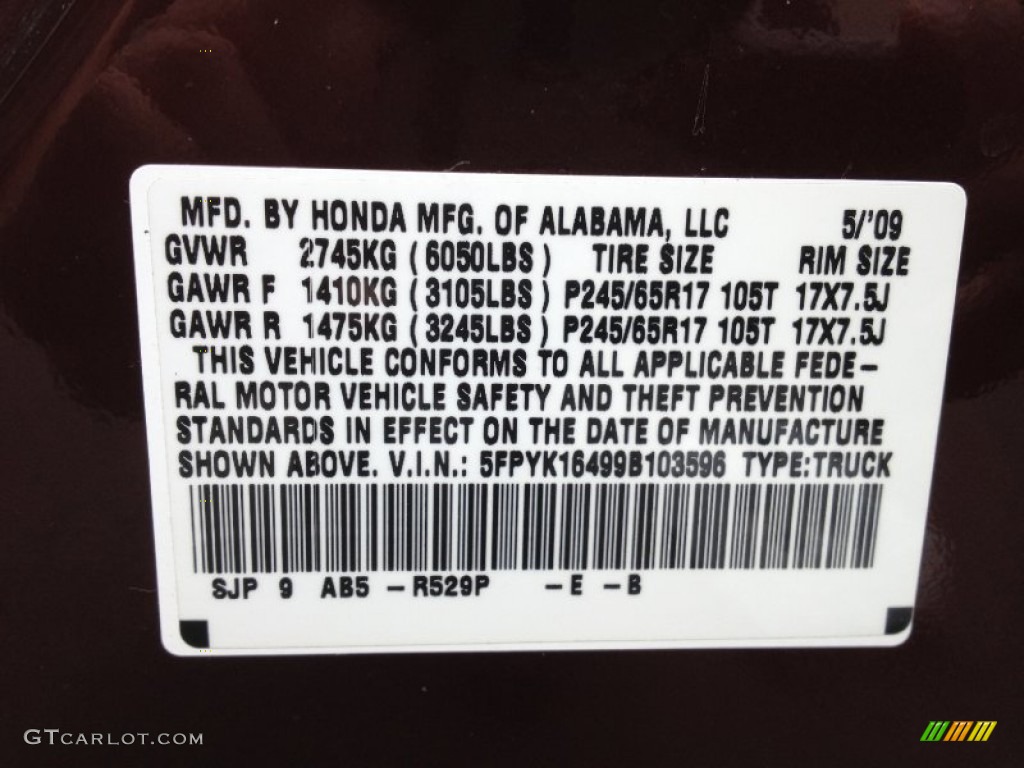 MFD. BY HONDA MFG. OF ALABAMA, LLC 5/'09
GVWR 2745KG (6050LBS) TIRE SIZE RIM SIZE
GAWR F 1410KG (3105LBS) P245/65R17 105T 17X7.5J
GAWR R 1475KG (3245LBS) P245/65R17 105T 17X7.5J
THIS VEHICLE CONFORMS TO ALL APPLICABLE FEDE-
RAL MOTOR VEHICLE SAFETY AND THEFT PREVENTION
STANDARDS IN EFFECT ON THE DATE OF MANUFACTURE
SHOWN ABOVE. V.I.N.: 5FPYK16499B103596 TYPE:TRUCK
SJP 9 AB5 -R529P -E -B
GTCARLOT.COM